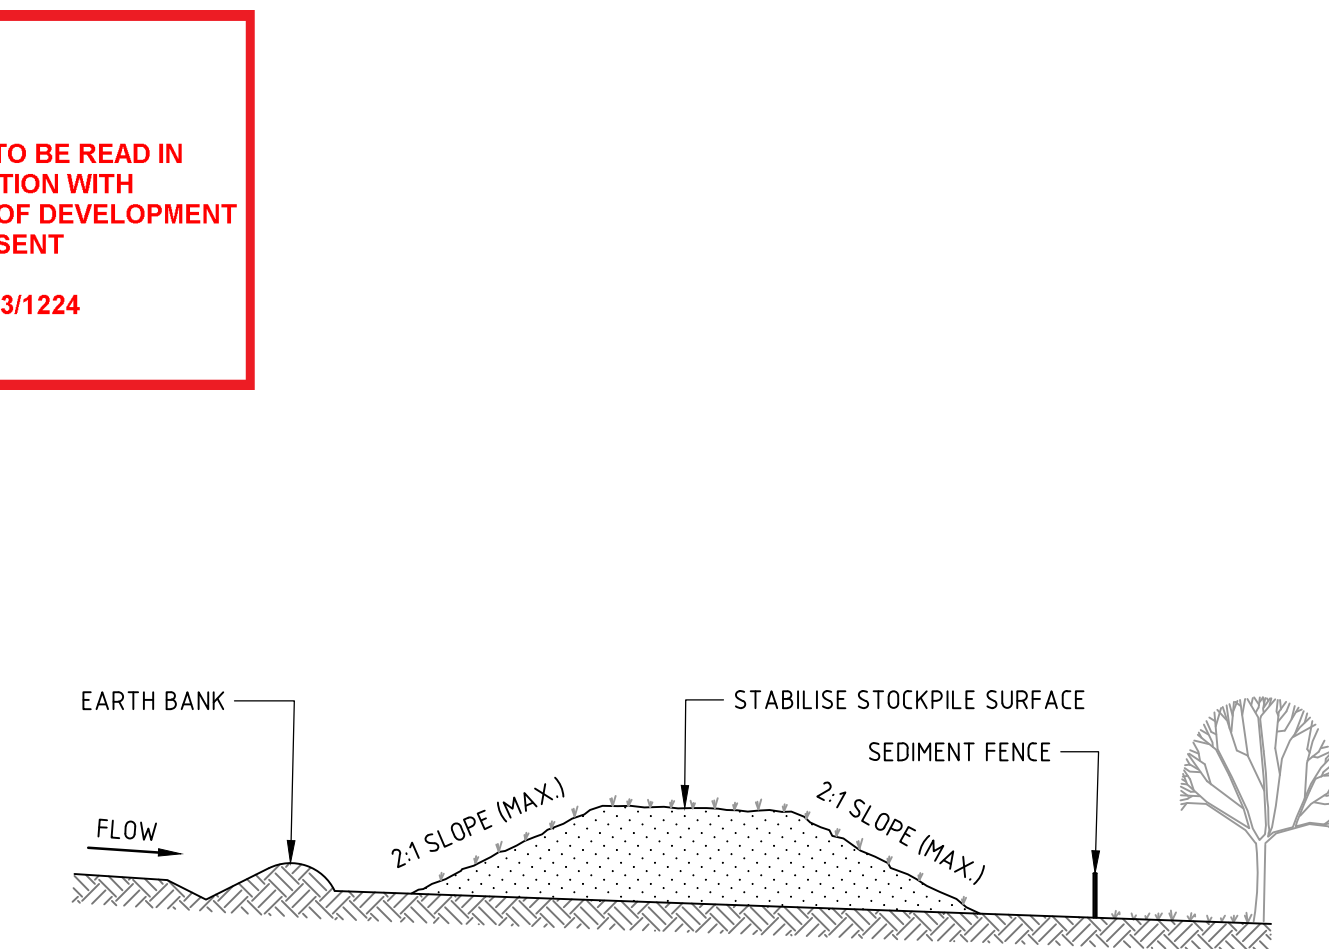 TO BE READ IN
TION WITH
OF DEVELOPMENT
SENT
3/1224
EARTH BANK
STABILISE STOCKPILE SURFACE
SEDIMENT FENCE
2:1 SLOPE (MAX.)
2:1 SLOPE (MAX.)
FLOW